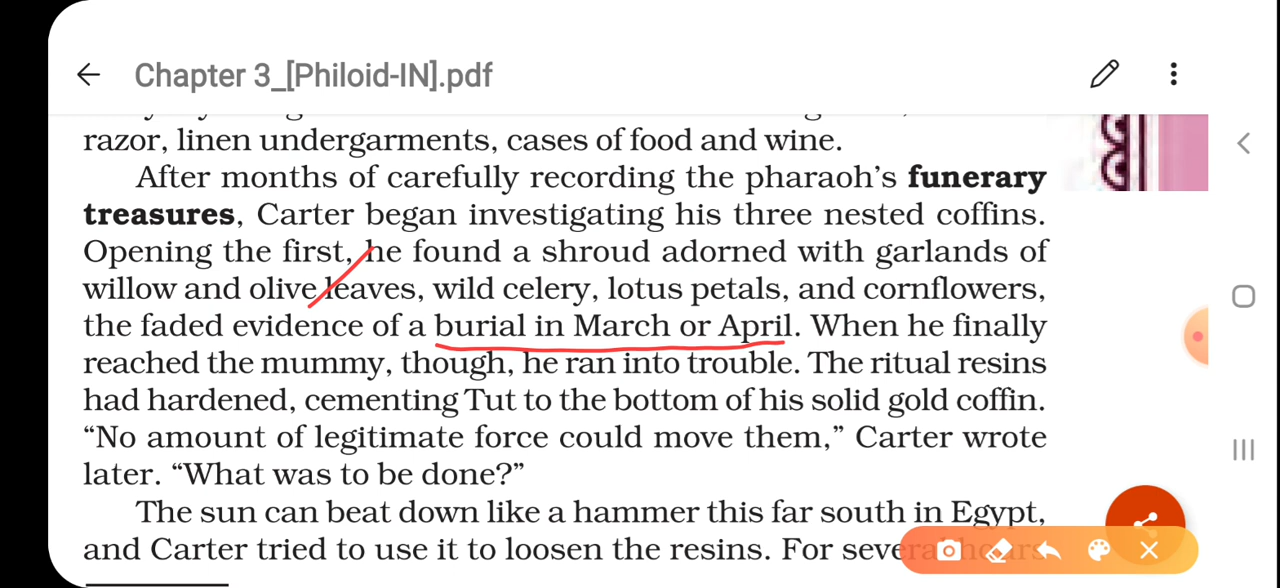 Chapter 3_[Philoid-IN].pdf
razor, linen undergarments, cases of food and wine.
After months of carefully recording the pharaoh’s funerary
treasures, Carter began investigating his three nested coffins.
Opening the first, he found a shroud adorned with garlands of
willow and olive leaves, wild celery, lotus petals, and cornflowers,
the faded evidence of a burial in March or April. When he finally
reached the mummy, though, he ran into trouble. The ritual resins
had hardened, cementing Tut to the bottom of his solid gold coffin.
“No amount of legitimate force could move them,” Carter wrote
later. “What was to be done?”
The sun can beat down like a hammer this far south in Egypt,
and Carter tried to use it to loosen the resins. For several hours